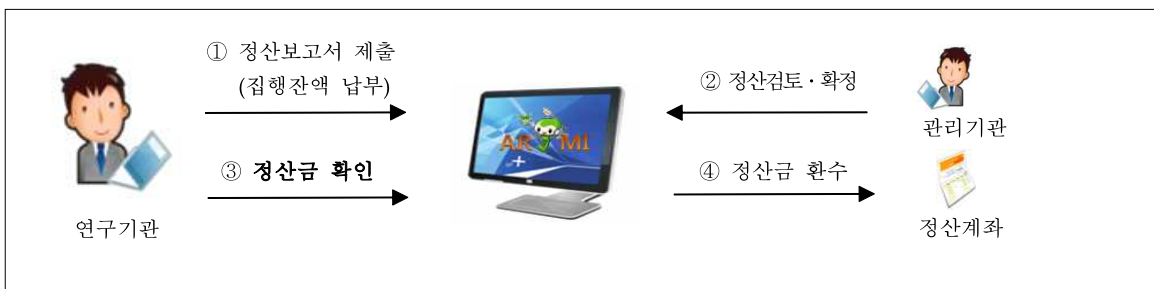 ① 정산보고서 제출
(집행잔액 납부)
② 정산검토·확정
관리기관
③ 정산금 확인
④ 정산금 환수
연구기관
정산계좌